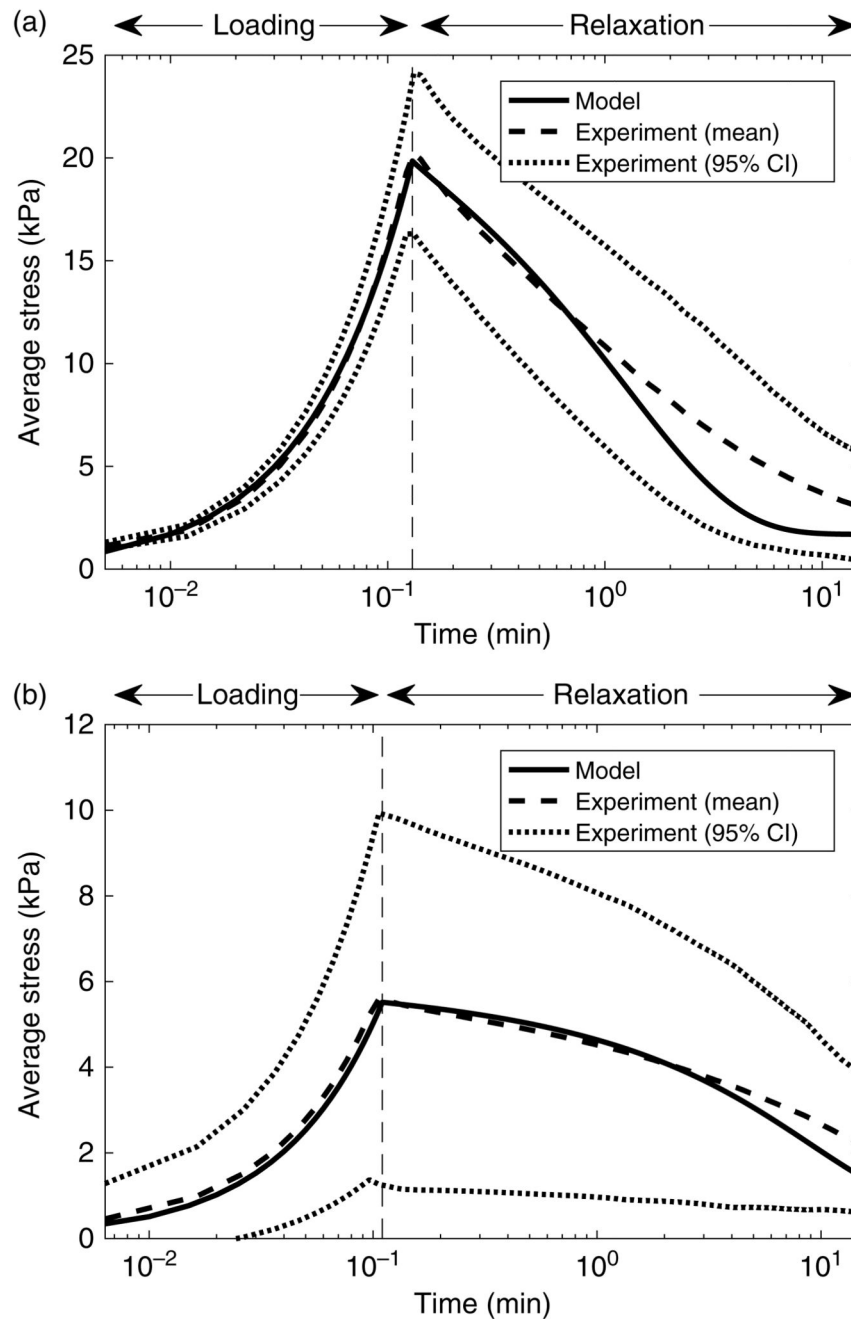 (a)
Loading Relaxation
25
20
15
10
5
0
Average stress (kPa)
Model
Experiment (mean)
Experiment (95% CI)
10⁻² 10⁻¹ 10⁰ 10¹
Time (min)
(b)
Loading Relaxation
12
10
8
6
4
2
0
Average stress (kPa)
Model
Experiment (mean)
Experiment (95% CI)
10⁻² 10⁻¹ 10⁰ 10¹
Time (min)